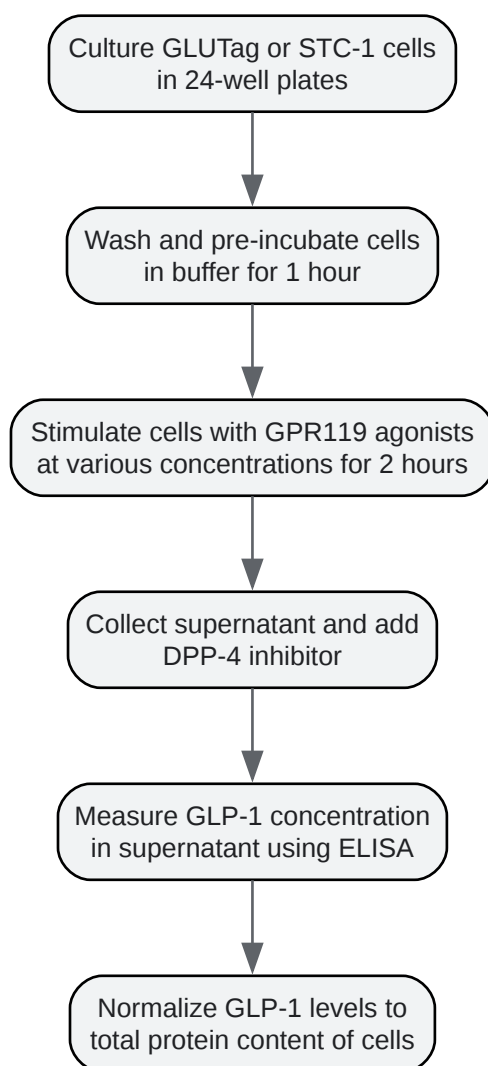 Culture GLUTag or STC-1 cells
in 24-well plates
Wash and pre-incubate cells
in buffer for 1 hour
Stimulate cells with GPR119 agonists
at various concentrations for 2 hours
Collect supernatant and add
DPP-4 inhibitor
Measure GLP-1 concentration
in supernatant using ELISA
Normalize GLP-1 levels to
total protein content of cells